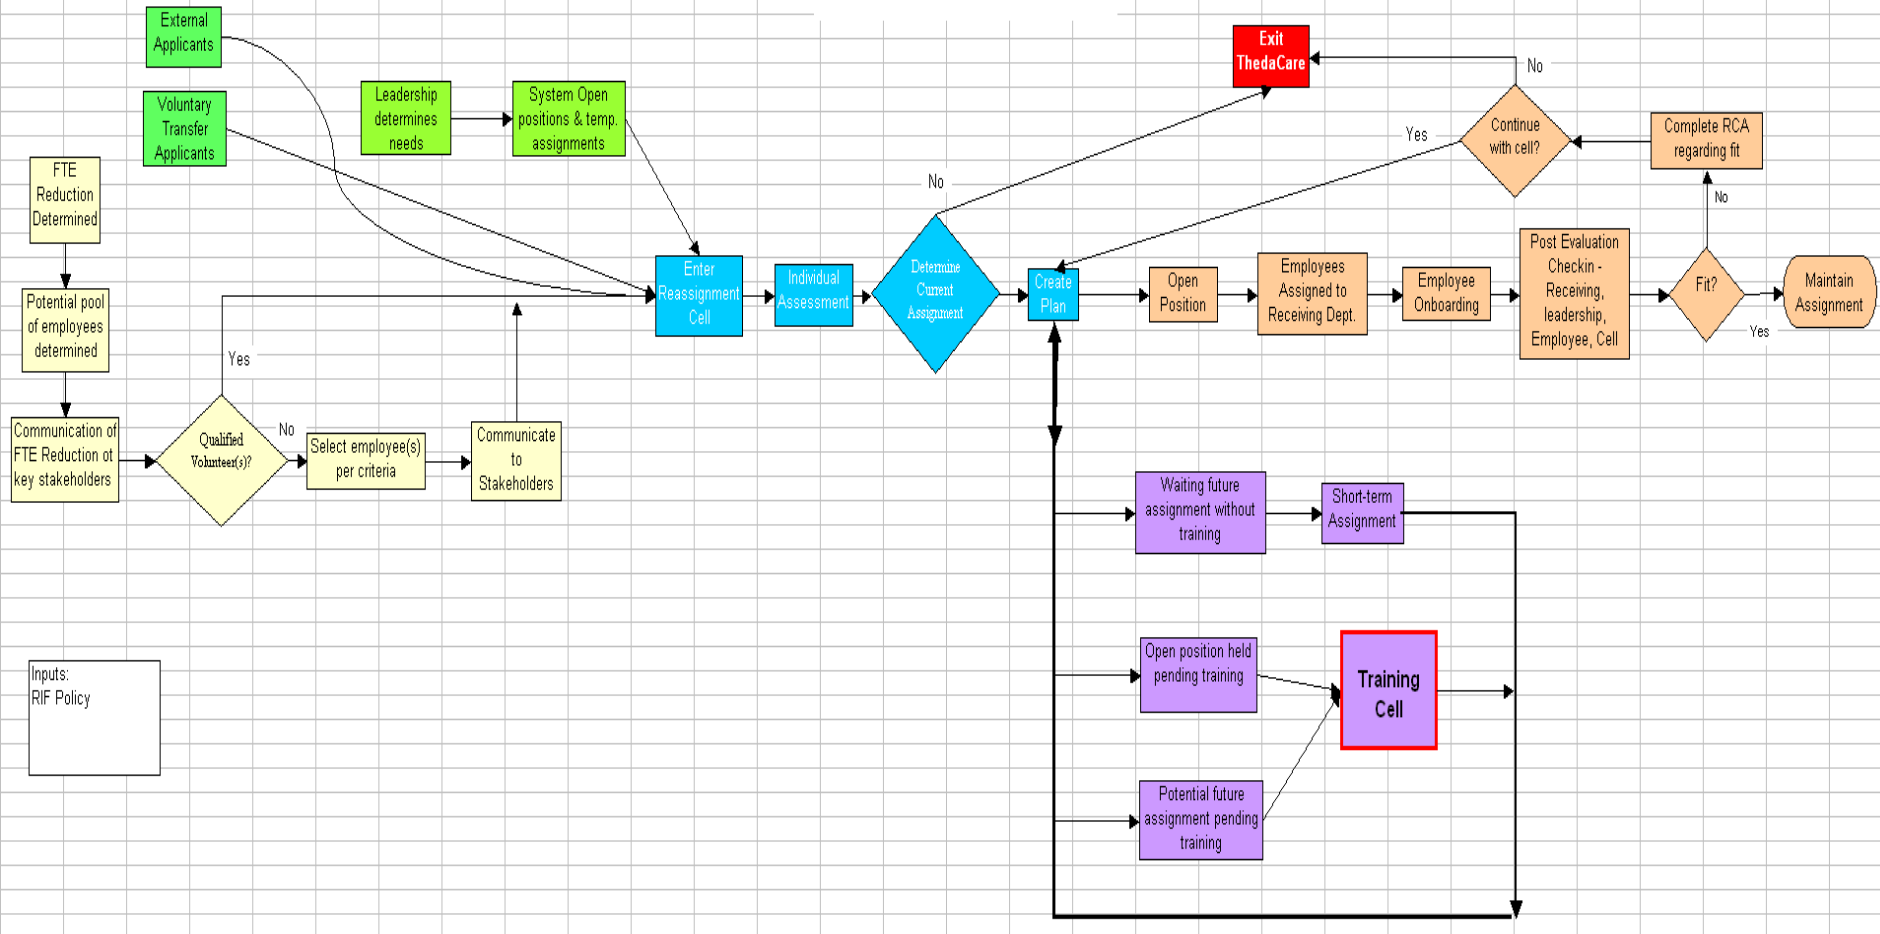 External
Applicants
Voluntary
Transfer
Applicants
Leadership
determines
needs
System Open
positions & temp.
assignments
Exit
ThedaCare
No
Continue
with cell?
Yes
Complete RCA
regarding fit
No
No
FTE
Reduction
Determined
Potential pool
of employees
determined
Communication of
FTE Reduction ot
key stakeholders
Yes
Qualified
Volunteer(s)?
No
Select employee(s)
per criteria
Communicate
to
Stakeholders
Enter
Reassignment
Cell
Individual
Assessment
Determine
Current
Assignment
Create
Plan
Open
Position
Employees
Assigned to
Receiving Dept.
Employee
Onboarding
Post Evaluation
Checkin -
Receiving,
leadership,
Employee, Cell
Fit?
Yes
Maintain
Assignment
Waiting future
assignment without
training
Short-term
Assignment
Open position held
pending training
Training
Cell
Potential future
assignment pending
training
Inputs:
RIF Policy